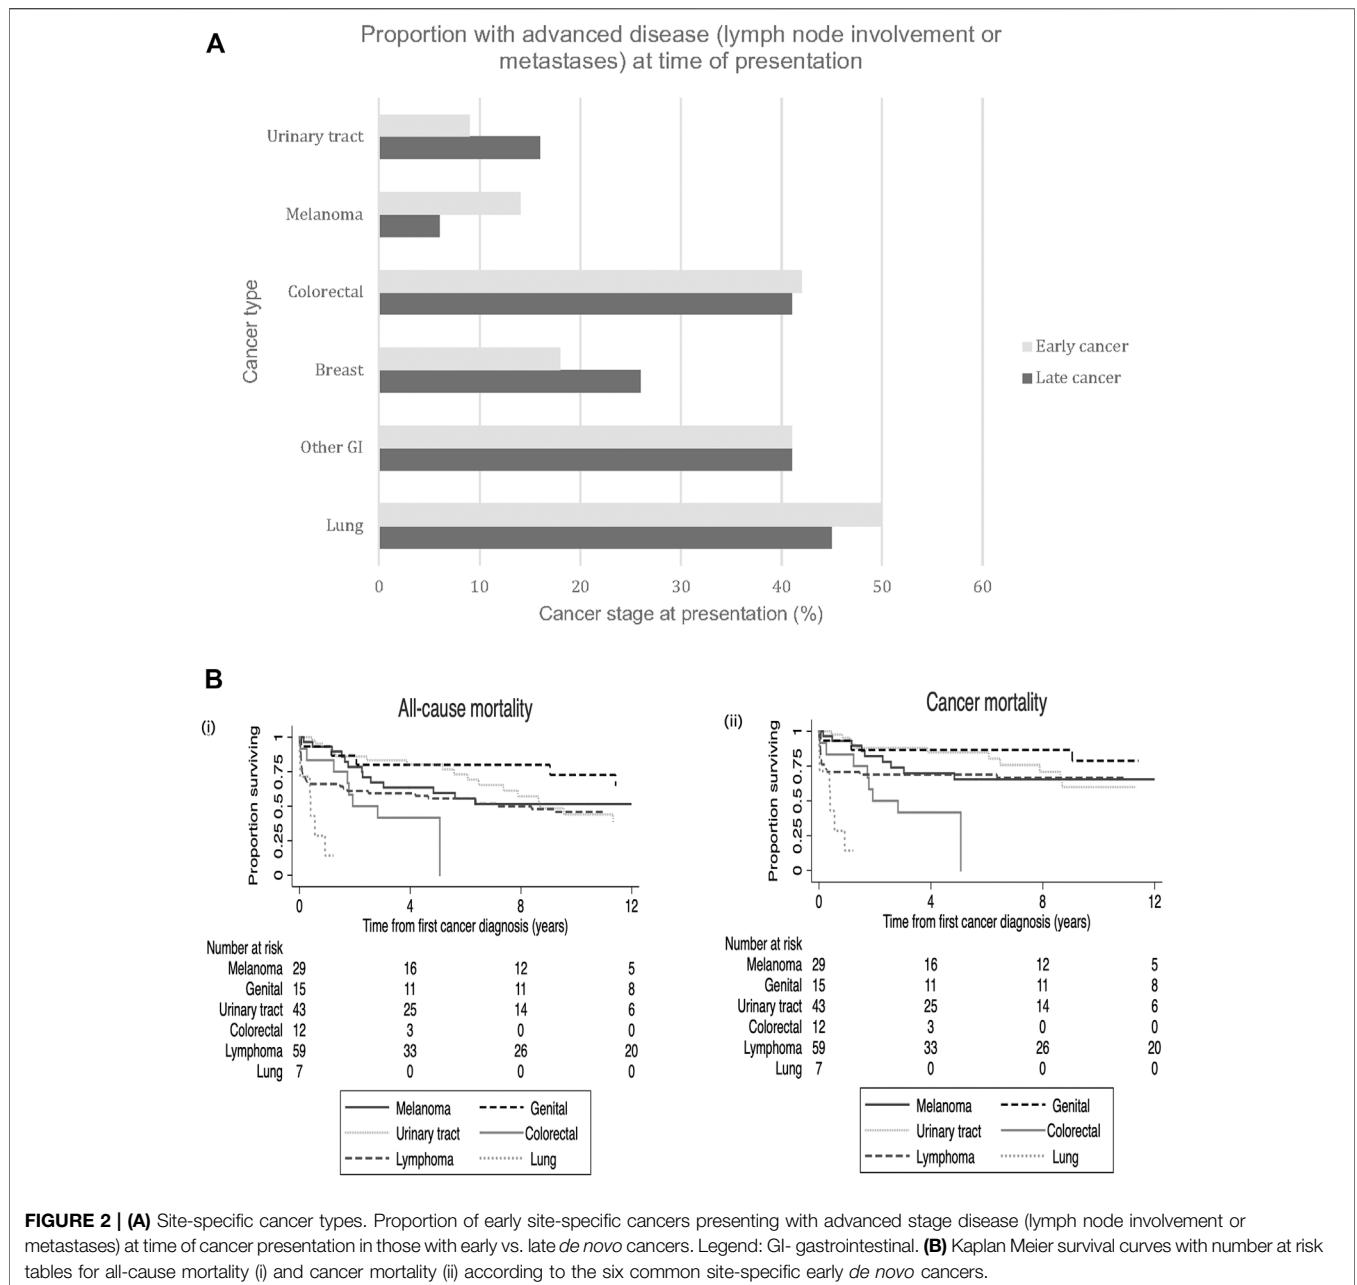 A
Proportion with advanced disease (lymph node involvement or
metastases) at time of presentation
Urinary tract
Melanoma
Colorectal
Breast
Other GI
Lung
Cancer type
0 10 20 30 40 50 60
Cancer stage at presentation (%)
Early cancer
Late cancer
B
(i)
All-cause mortality
Proportion surviving
1
0.75
0.5
0.25
0
0 4 8 12
Time from first cancer diagnosis (years)
Number at risk
Melanoma 29 16 12 5
Genital 15 11 11 8
Urinary tract 43 25 14 6
Colorectal 12 3 0 0
Lymphoma 59 33 26 20
Lung 7 0 0 0
Melanoma Genital
Urinary tract Colorectal
Lymphoma Lung
(ii)
Cancer mortality
Proportion surviving
1
0.75
0.5
0.25
0
0 4 8 12
Time from first cancer diagnosis (years)
Number at risk
Melanoma 29 16 12 5
Genital 15 11 11 8
Urinary tract 43 25 14 6
Colorectal 12 3 0 0
Lymphoma 59 33 26 20
Lung 7 0 0 0
Melanoma Genital
Urinary tract Colorectal
Lymphoma Lung
FIGURE 2 | (A) Site-specific cancer types. Proportion of early site-specific cancers presenting with advanced stage disease (lymph node involvement or
metastases) at time of cancer presentation in those with early vs. late de novo cancers. Legend: GI- gastrointestinal. (B) Kaplan Meier survival curves with number at risk
tables for all-cause mortality (i) and cancer mortality (ii) according to the six common site-specific early de novo cancers.